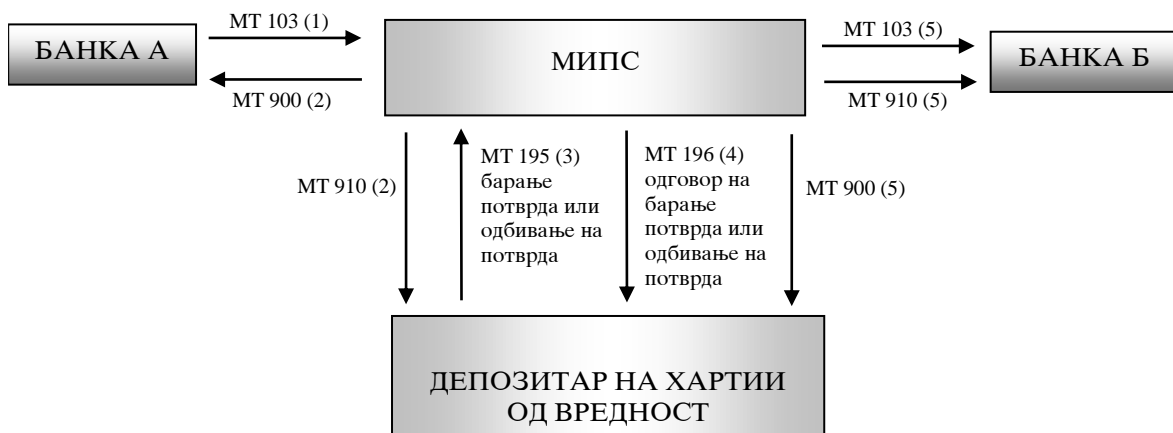 МТ 103 (1)
БАНКА А
МТ 900 (2)
МИПС
МТ 103 (5)
МТ 910 (5)
БАНКА Б
МТ 910 (2)
МТ 195 (3)
барање
потврда или
одбивање на
потврда
МТ 196 (4)
одговор на
барање
потврда или
одбивање на
потврда
МТ 900 (5)
ДЕПОЗИТАР НА ХАРТИИ
ОД ВРЕДНОСТ